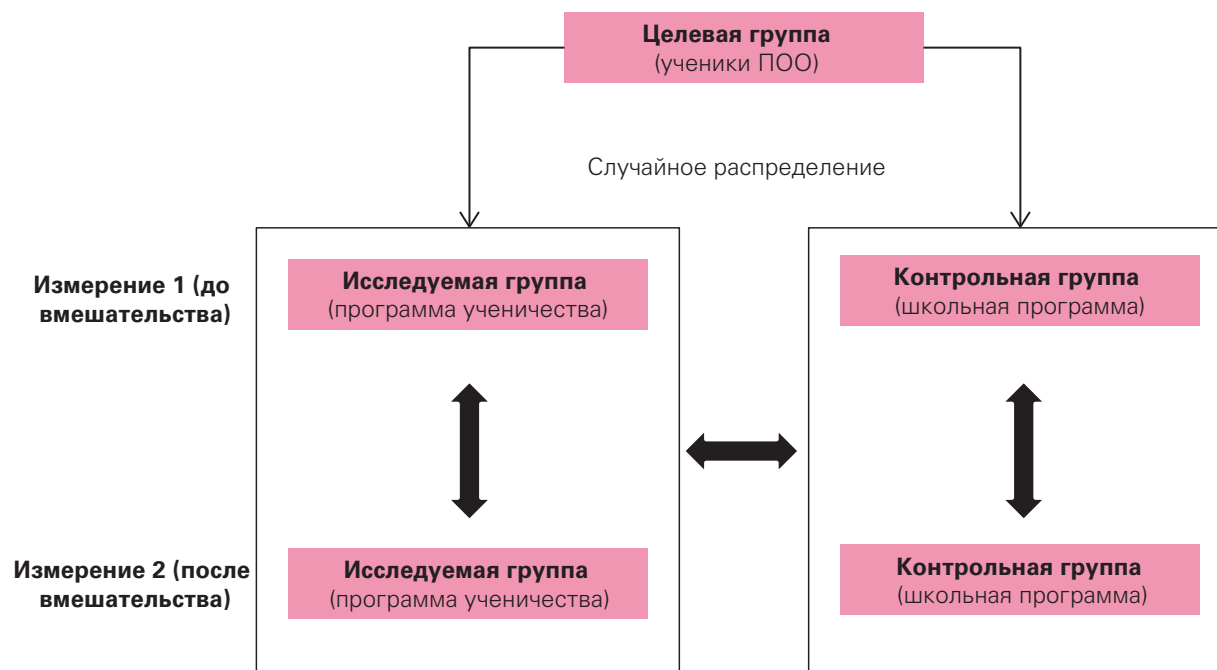 Целевая группа
(ученики ПОО)
Случайное распределение
Измерение 1 (до
вмешательства)
Исследуемая группа
(программа ученичества)
Контрольная группа
(школьная программа)
Измерение 2 (после
вмешательства)
Исследуемая группа
(программа ученичества)
Контрольная группа
(школьная программа)